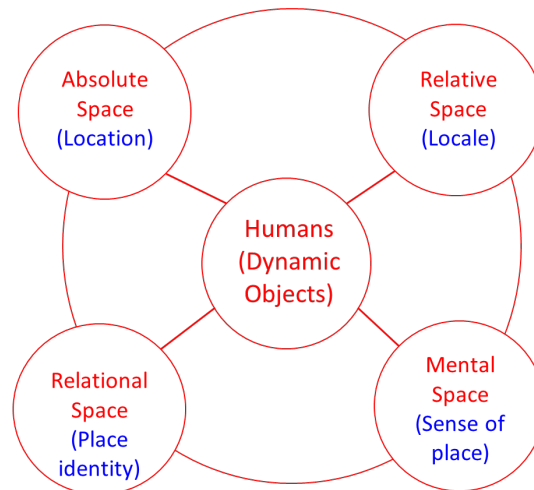 Absolute
Space
(Location)
Relative
Space
(Locale)
Humans
(Dynamic
Objects)
Relational
Space
(Place
identity)
Mental
Space
(Sense of
place)